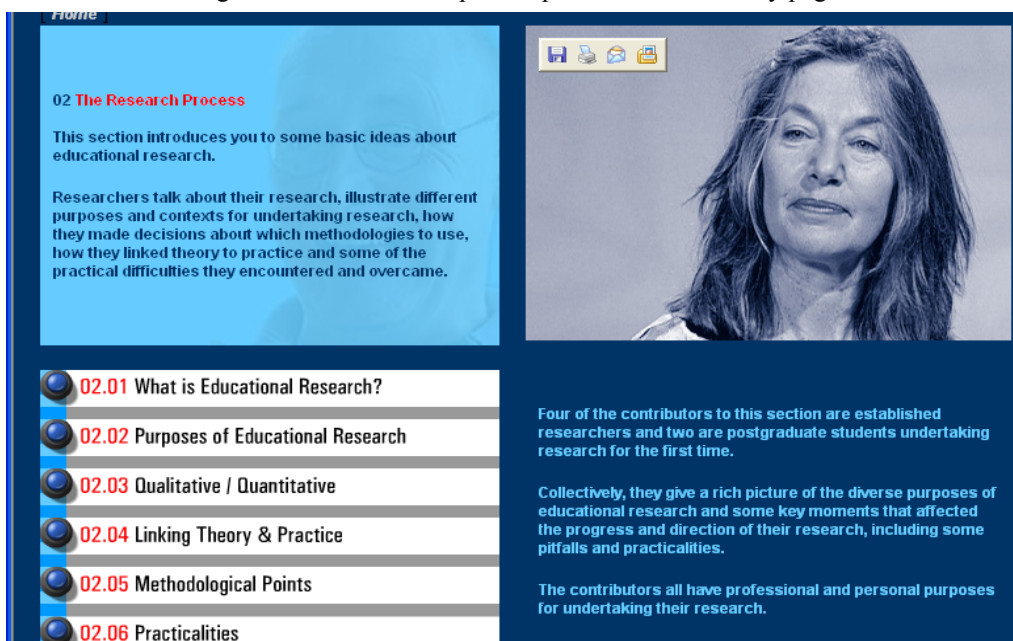 [ Home ]
02 The Research Process
This section introduces you to some basic ideas about
educational research.
Researchers talk about their research, illustrate different
purposes and contexts for undertaking research, how
they made decisions about which methodologies to use,
how they linked theory to practice and some of the
practical difficulties they encountered and overcame.
02.01 What is Educational Research?
02.02 Purposes of Educational Research
02.03 Qualitative / Quantitative
02.04 Linking Theory & Practice
02.05 Methodological Points
02.06 Practicalities
Four of the contributors to this section are established
researchers and two are postgraduate students undertaking
research for the first time.
Collectively, they give a rich picture of the diverse purposes of
educational research and some key moments that affected
the progress and direction of their research, including some
pitfalls and practicalities.
The contributors all have professional and personal purposes
for undertaking their research.